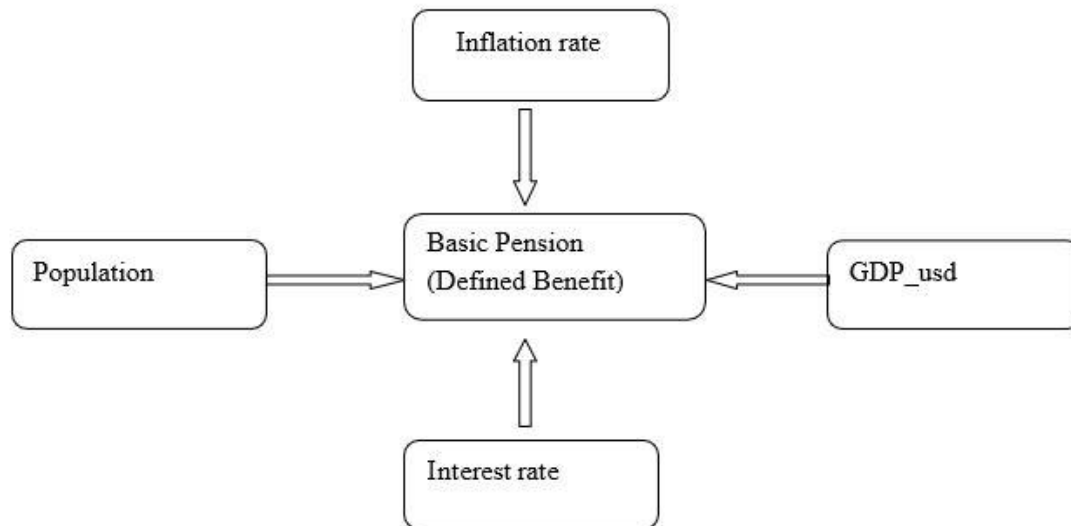 Inflation rate
Population
Basic Pension
(Defined Benefit)
GDP_usd
Interest rate